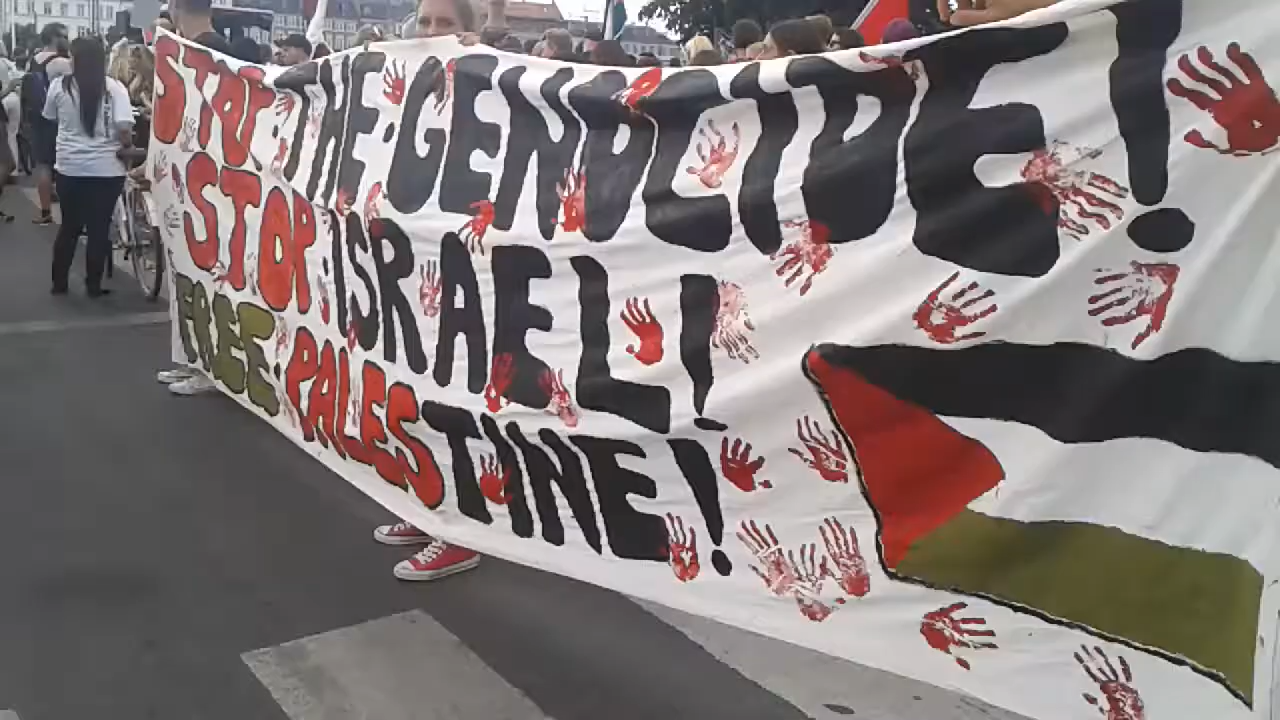 STOP · THE · GENOCIDE!
STOP : ISRAEL!
FREE · PALESTINE!